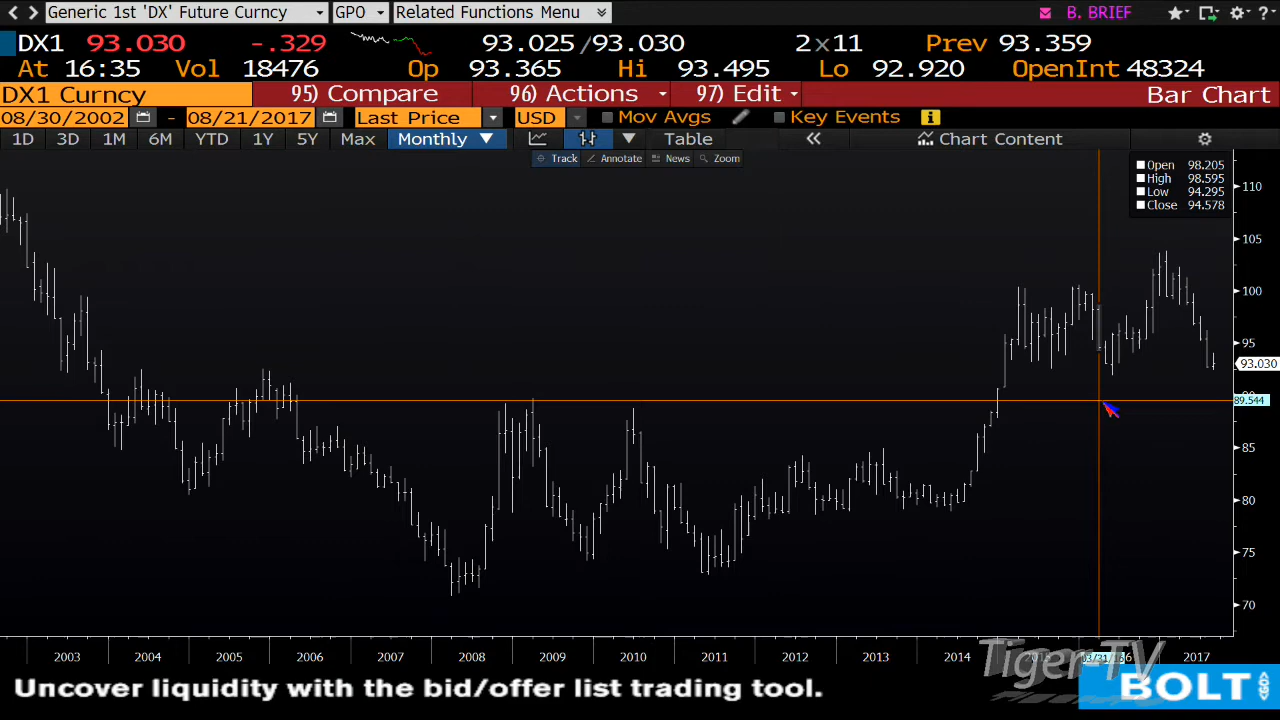 Generic 1st 'DX' Future Curncy GPO Related Functions Menu B. BRIEF ?
DX1 93.030 -.329 93.025/93.030 2x11 Prev 93.359
At 16:35 Vol 18476 Op 93.365 Hi 93.495 Lo 92.920 OpenInt 48324
DX1 Curncy 95) Compare 96) Actions 97) Edit Bar Chart
08/30/2002 - 08/21/2017 Last Price USD Mov Avgs Key Events
1D 3D 1M 6M YTD 1Y 5Y Max Monthly Table « Chart Content
Track Annotate News Zoom
Open 98.205
High 98.595
Low 94.295
Close 94.578
110
105
100
95
93.030
89.544
85
80
75
70
2003 2004 2005 2006 2007 2008 2009 2010 2011 2012 2013 2014 2017
Tiger-TV
Uncover liquidity with the bid/offer list trading tool. BOLT